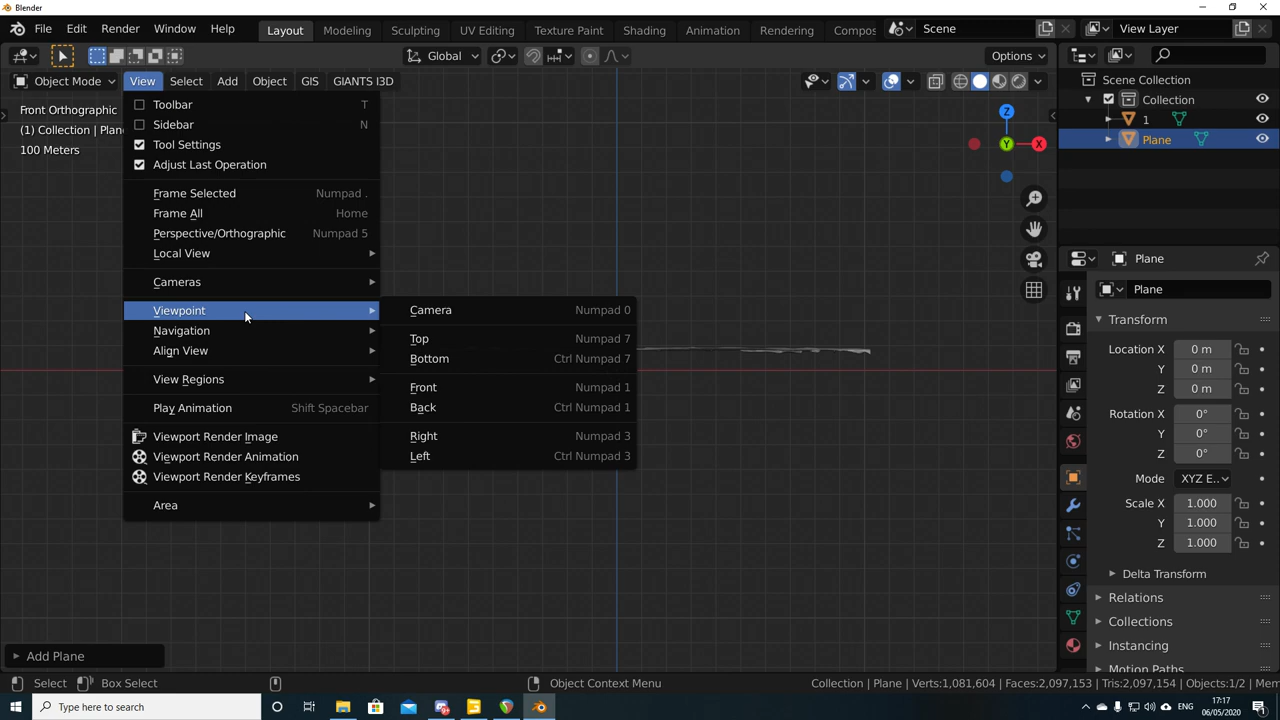 Blender
File Edit Render Window Help Layout Modeling Sculpting UV Editing Texture Paint Shading Animation Rendering Compos Scene View Layer
Global Options
Object Mode View Select Add Object GIS GIANTS I3D
Scene Collection
Collection
1
Plane
Front Orthographic
(1) Collection | Plan
100 Meters
Z
Y
X
Toolbar T
Sidebar N
Tool Settings
Adjust Last Operation
Frame Selected Numpad .
Frame All Home
Perspective/Orthographic Numpad 5
Local View
Cameras
Viewpoint
Navigation
Align View
View Regions
Play Animation Shift Spacebar
Viewport Render Image
Viewport Render Animation
Viewport Render Keyframes
Area
Camera Numpad 0
Top Numpad 7
Bottom Ctrl Numpad 7
Front Numpad 1
Back Ctrl Numpad 1
Right Numpad 3
Left Ctrl Numpad 3
Plane
Plane
Transform
Location X 0 m
Y 0 m
Z 0 m
Rotation X 0°
Y 0°
Z 0°
Mode XYZ E..
Scale X 1.000
Y 1.000
Z 1.000
Delta Transform
Relations
Collections
Instancing
Motion Paths
Add Plane
Select Box Select Object Context Menu Collection | Plane | Verts:1,081,604 | Faces:2,097,153 | Tris:2,097,154 | Objects:1/2 | Mem
Type here to search
ENG
17:17
06/05/2020